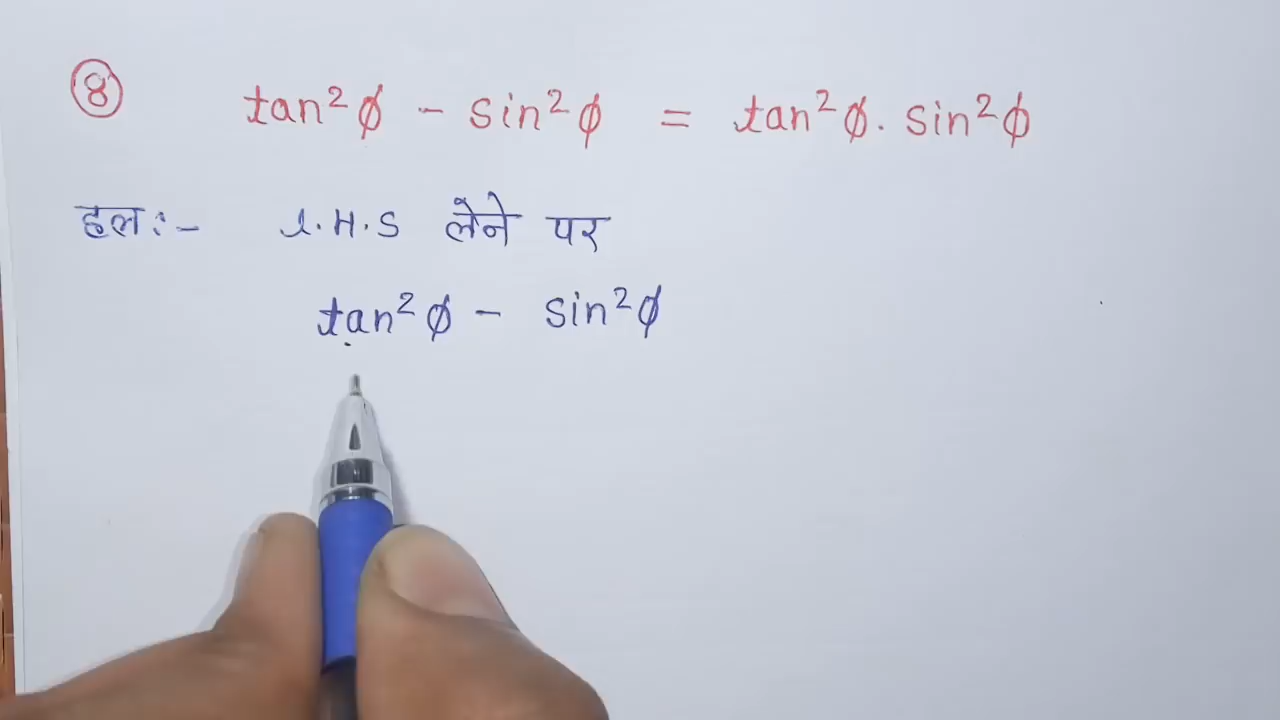 ⑧ tan²ϕ - sin²ϕ = tan²ϕ. sin²ϕ
हलः- L.H.S लेने पर
tan²ϕ - sin²ϕ